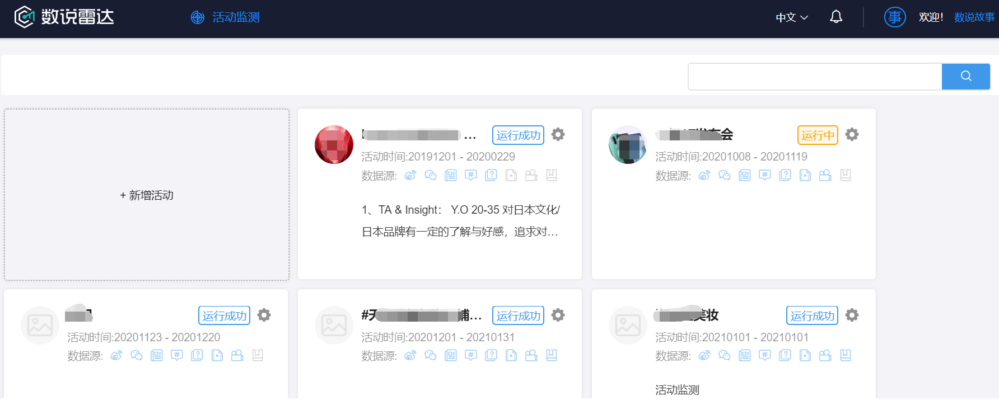 数说雷达
活动监测
中文
事 欢迎！ 数说故事
+ 新增活动
... 运行成功
活动时间:20191201 - 20200229
数据源:
1、TA & Insight： Y.O 20-35 对日本文化/
日本品牌有一定的了解与好感，追求对...
发布会 运行中
活动时间:20201008 - 20201119
数据源:
运行成功
活动时间:20201123 - 20201220
数据源:
#天 铺... 运行成功
活动时间:20201201 - 20210131
数据源:
美妆 运行成功
活动时间:20210101 - 20210101
数据源:
活动监测